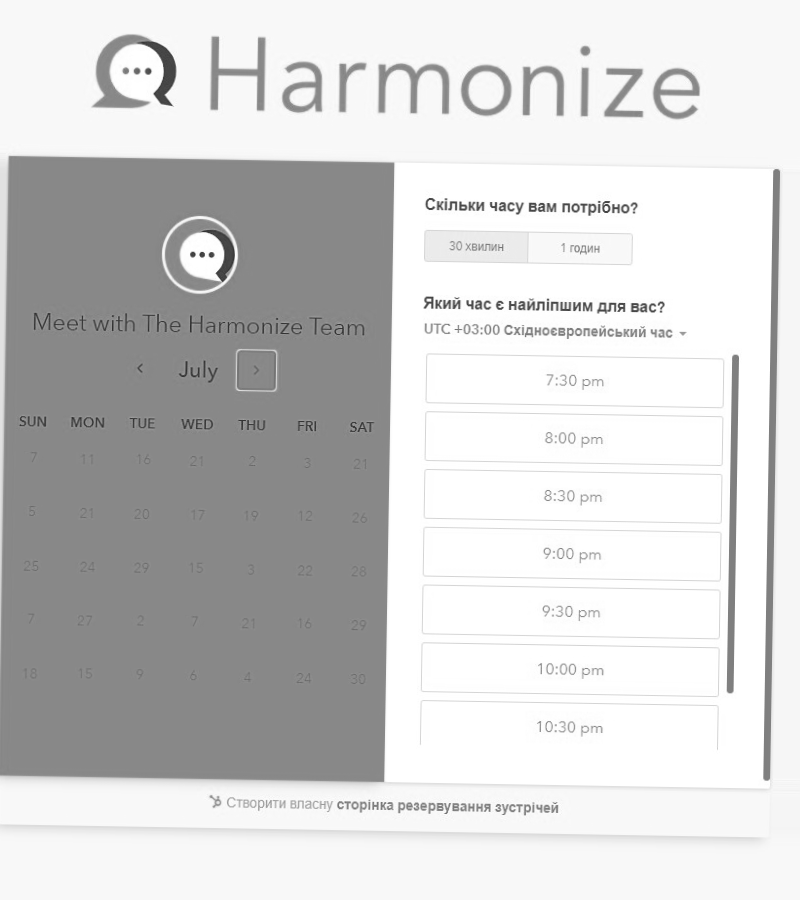 Harmonize
Meet with The Harmonize Team
July
SUN MON TUE WED THU FRI SAT
7 11 16 21 2 3 21
5 21 20 17 19 12 26
25 24 29 15 3 22 28
7 27 2 7 21 16 29
18 15 9 6 4 24 30
Скільки часу вам потрібно?
30 хвилин 1 годин
Який час є найліпшим для вас?
UTC +03:00 Східноєвропейський час
7:30 pm
8:00 pm
8:30 pm
9:00 pm
9:30 pm
10:00 pm
10:30 pm
Створити власну сторінка резервування зустрічей